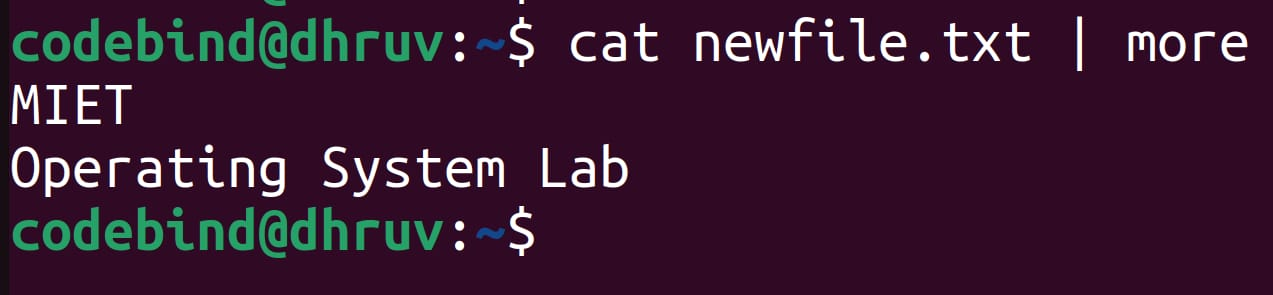 codebind@dhruv:~$ cat newfile.txt | more
MIET
Operating System Lab
codebind@dhruv:~$